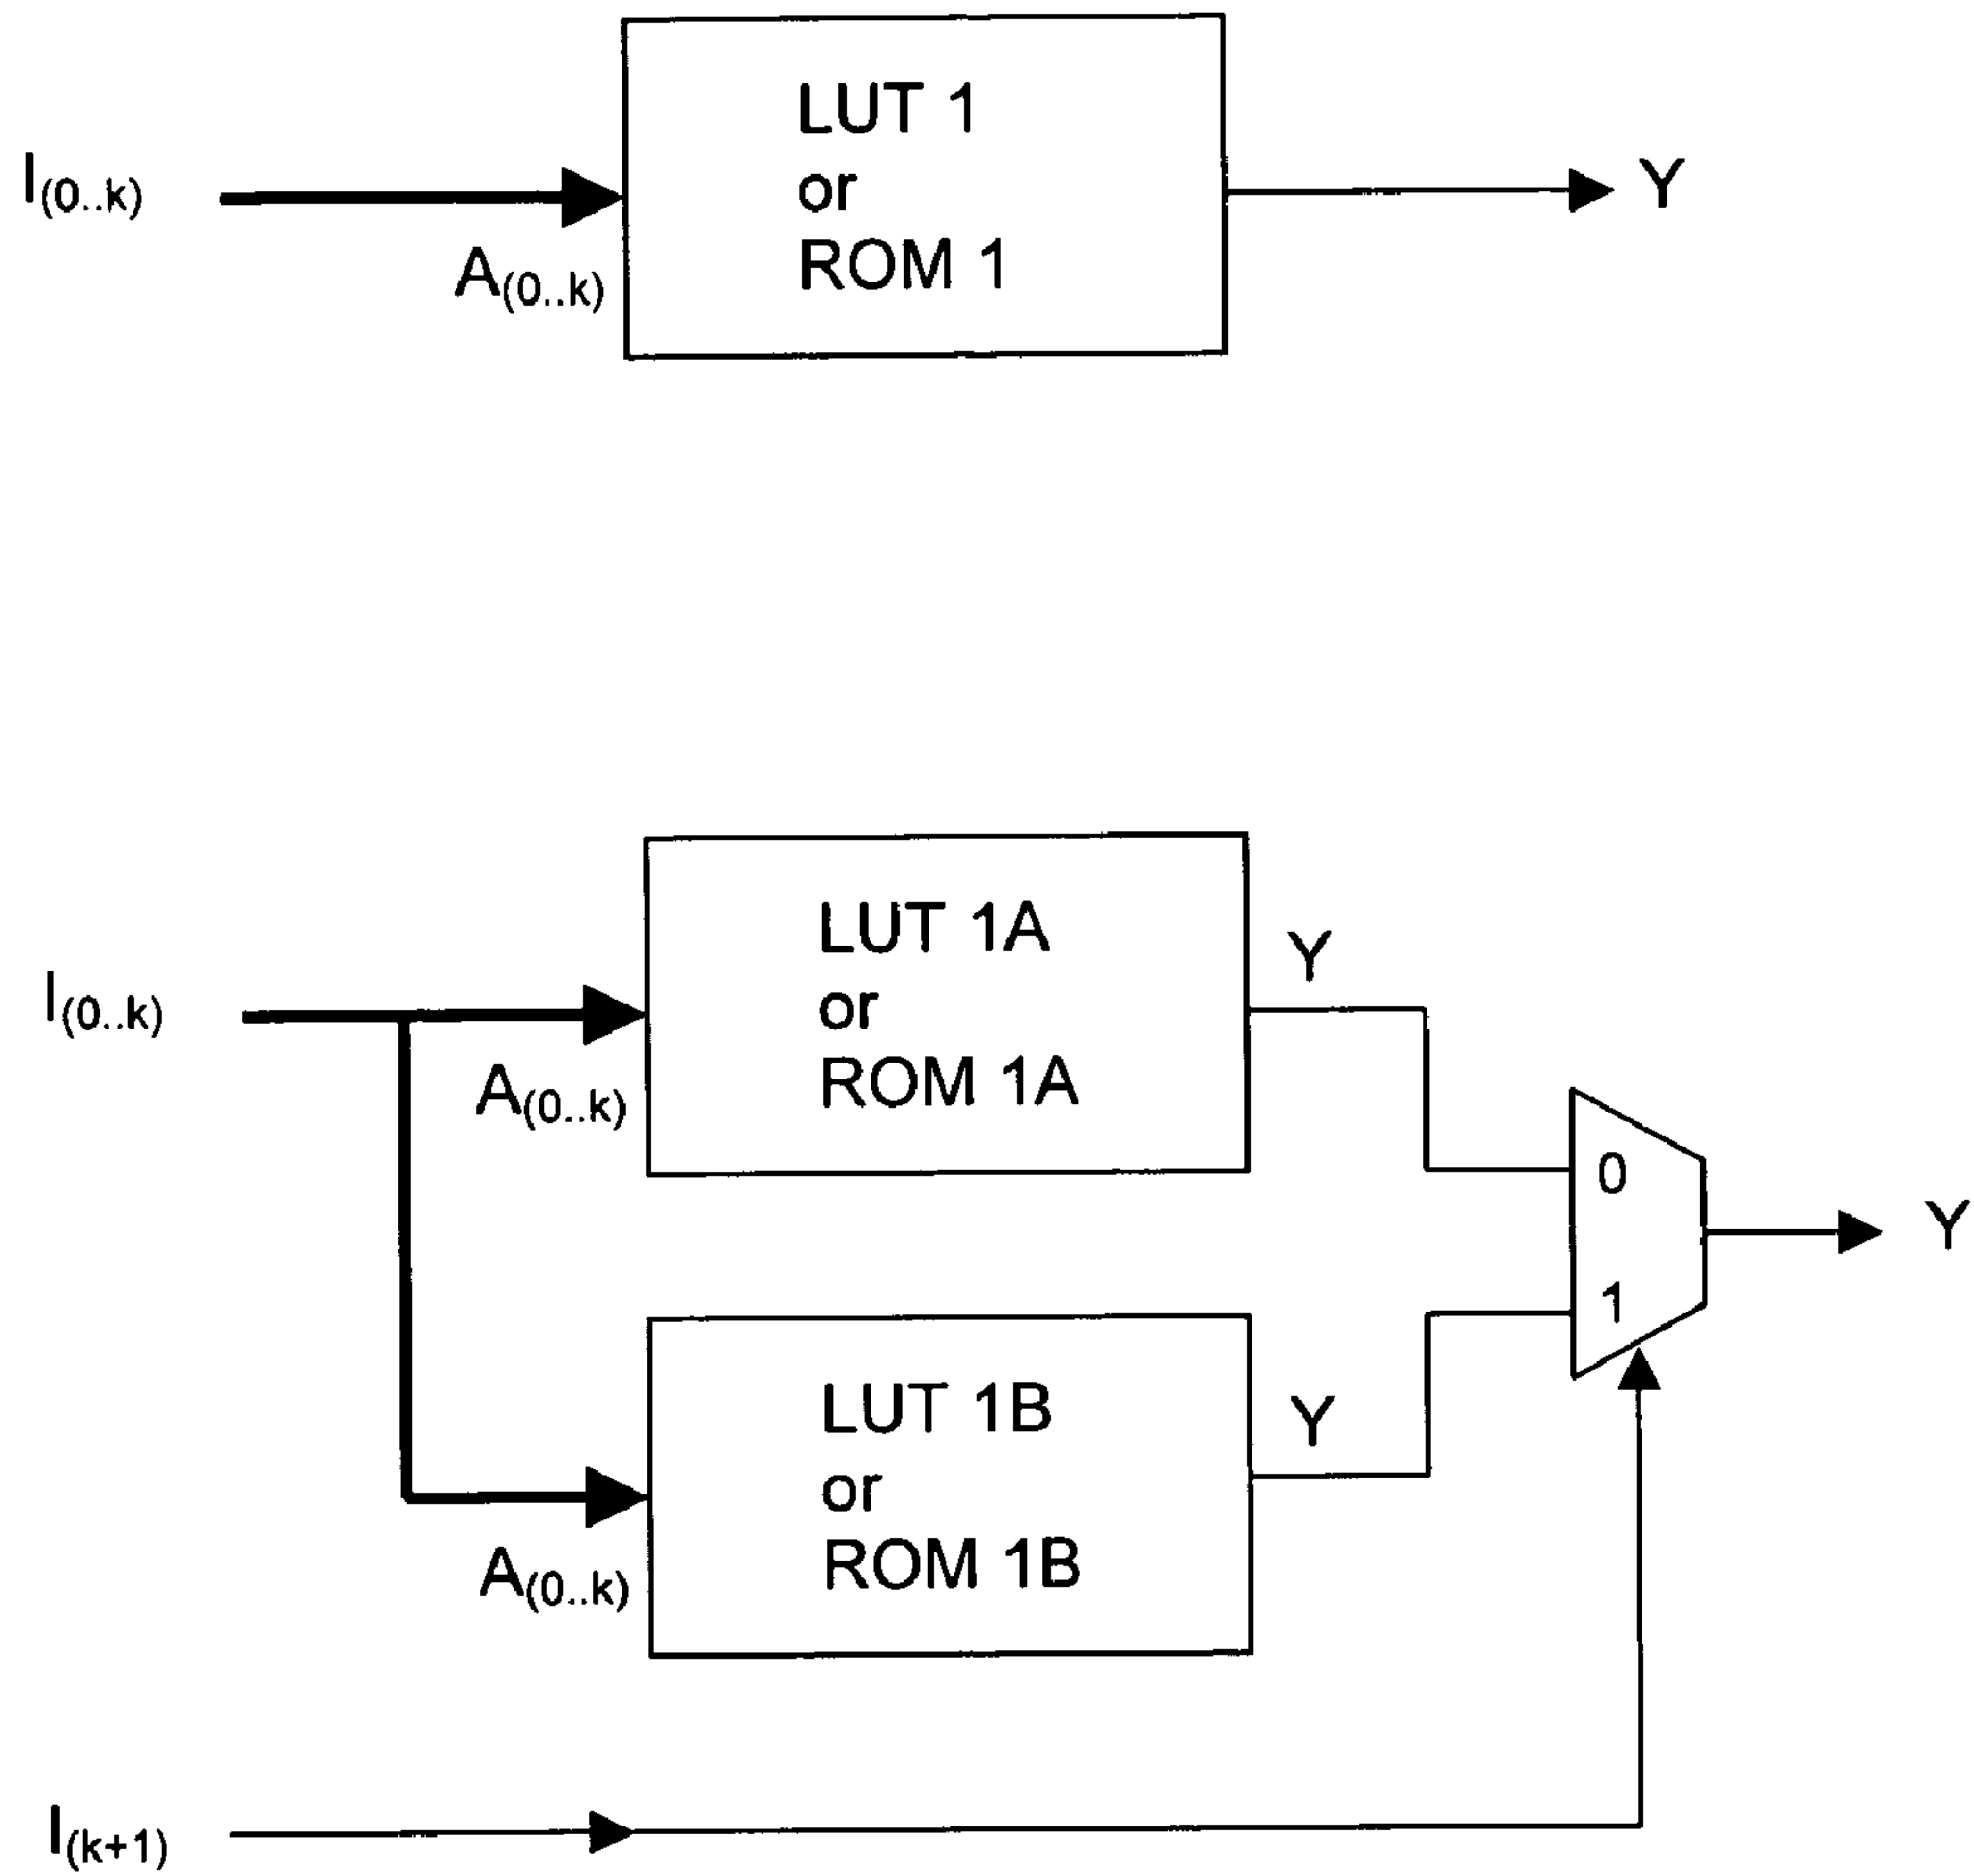 LUT 1
or
ROM 1
I(0..k)
A(0..k)
Y
LUT 1A
or
ROM 1A
I(0..k)
A(0..k)
Y
0
1
Y
LUT 1B
or
ROM 1B
Y
A(0..k)
I(k+1)